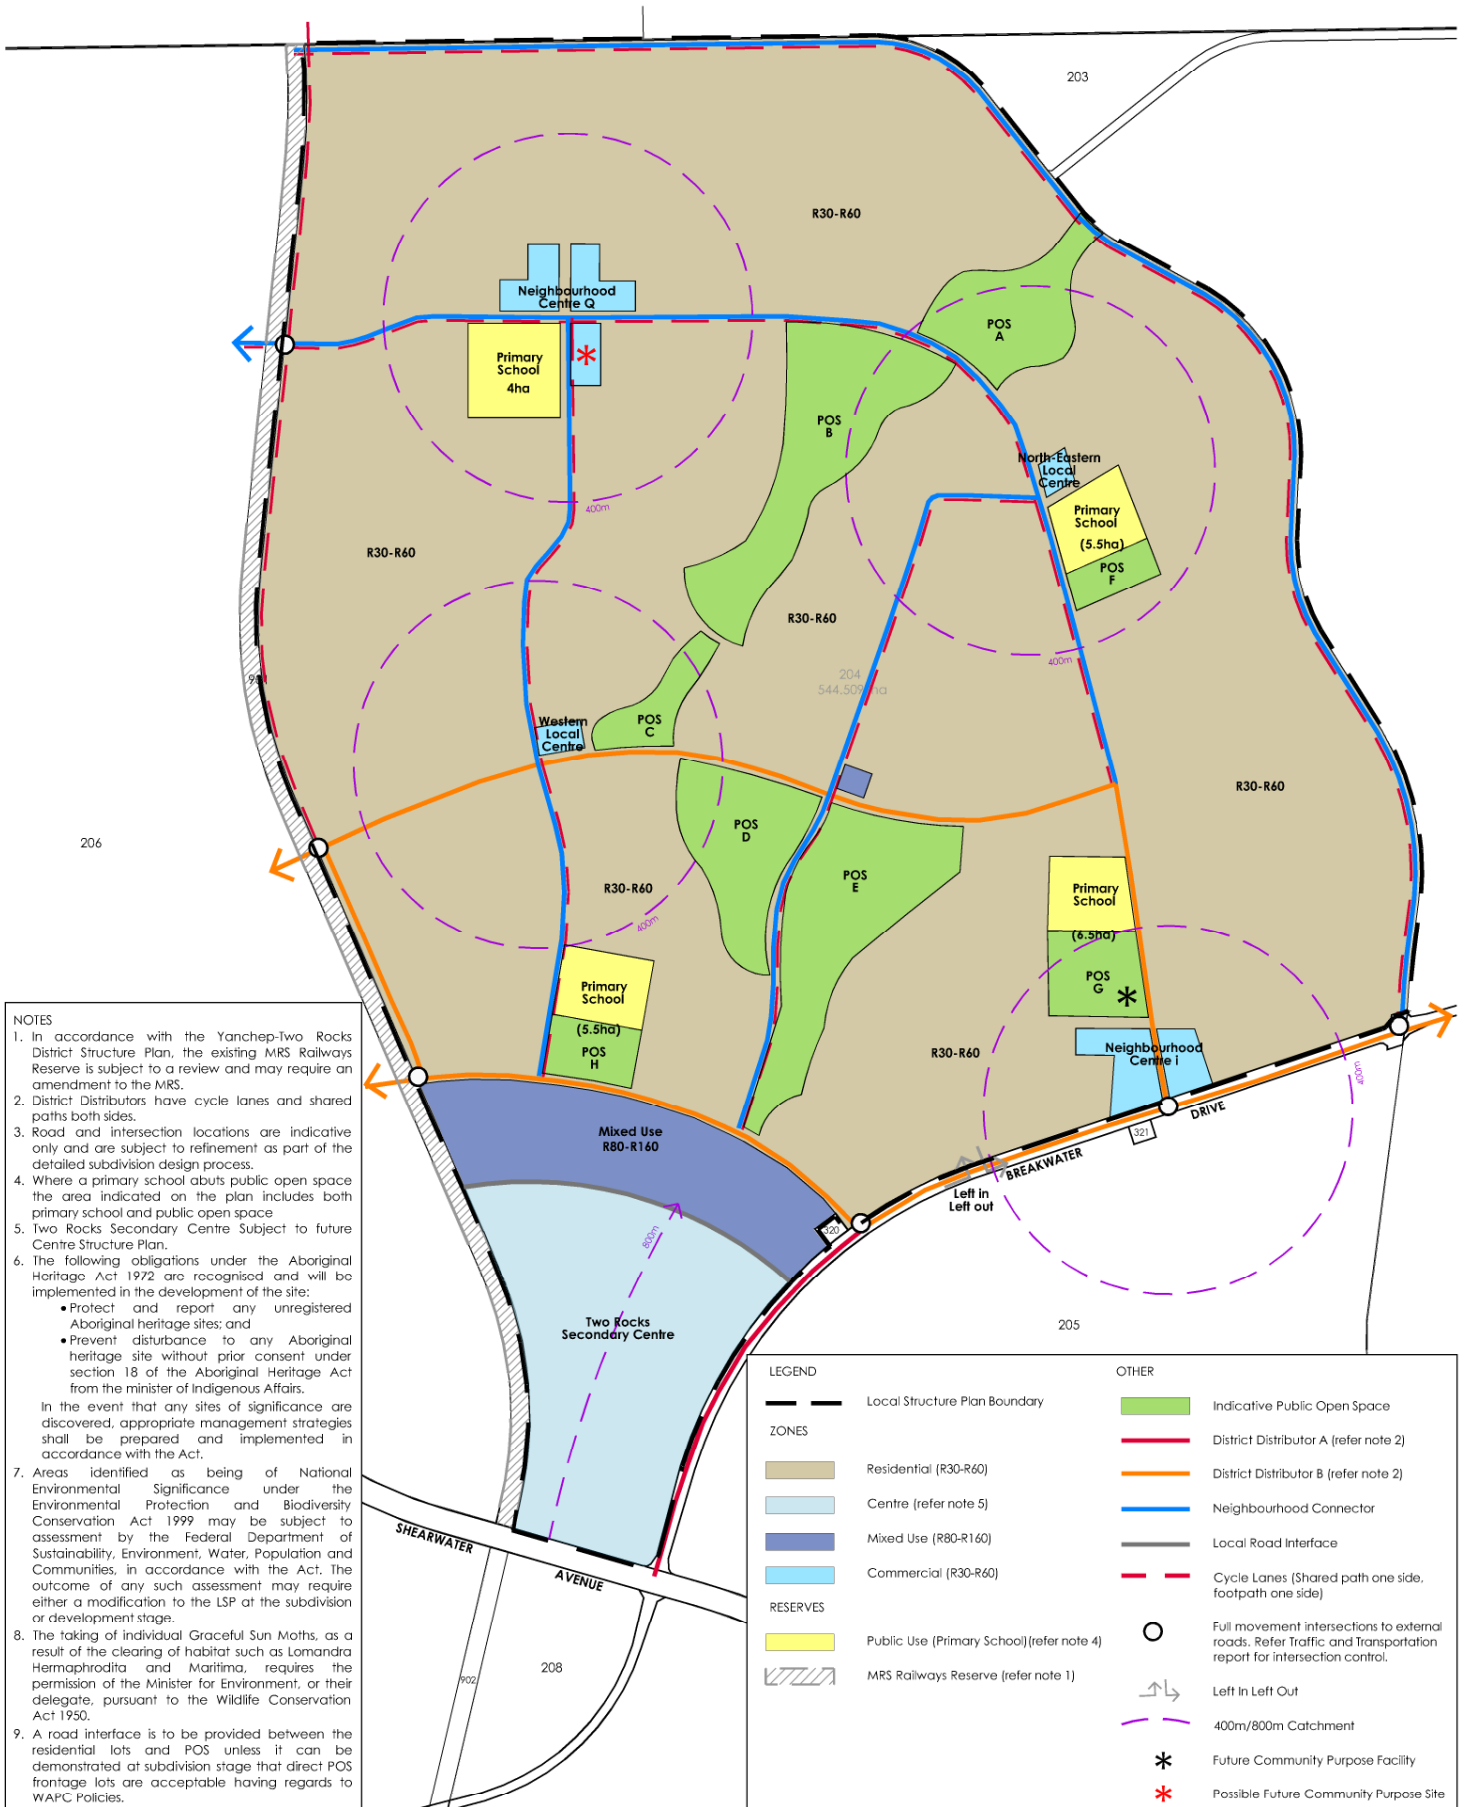 203
R30-R60
Neighbourhood
Centre Q
POS
A
Primary
School
4ha
POS
B
North-Eastern
Local
Centre
400m
Primary
School
(5.5ha)
POS
F
R30-R60
R30-R60
400m
204
544.509 ha
Western
Local
Centre
POS
C
R30-R60
206
POS
D
POS
E
R30-R60
400m
Primary
School
(6.5ha)
POS
G
Primary
School
(5.5ha)
POS
H
R30-R60
Neighbourhood
Centre i
400m
Mixed Use
R80-R160
DRIVE
321
BREAKWATER
Left in
Left out
320
800m
Two Rocks
Secondary Centre
205
SHEARWATER
AVENUE
902
208
NOTES
1. In accordance with the Yanchep-Two Rocks
District Structure Plan, the existing MRS Railways
Reserve is subject to a review and may require an
amendment to the MRS.
2. District Distributors have cycle lanes and shared
paths both sides.
3. Road and intersection locations are indicative
only and are subject to refinement as part of the
detailed subdivision design process.
4. Where a primary school abuts public open space
the area indicated on the plan includes both
primary school and public open space
5. Two Rocks Secondary Centre Subject to future
Centre Structure Plan.
6. The following obligations under the Aboriginal
Heritage Act 1972 are recognised and will be
implemented in the development of the site:
• Protect and report any unregistered
Aboriginal heritage sites; and
• Prevent disturbance to any Aboriginal
heritage site without prior consent under
section 18 of the Aboriginal Heritage Act
from the minister of Indigenous Affairs.
In the event that any sites of significance are
discovered, appropriate management strategies
shall be prepared and implemented in
accordance with the Act.
7. Areas identified as being of National
Environmental Significance under the
Environmental Protection and Biodiversity
Conservation Act 1999 may be subject to
assessment by the Federal Department of
Sustainability, Environment, Water, Population and
Communities, in accordance with the Act. The
outcome of any such assessment may require
either a modification to the LSP at the subdivision
or development stage.
8. The taking of individual Graceful Sun Moths, as a
result of the clearing of habitat such as Lomandra
Hermaphrodita and Maritima, requires the
permission of the Minister for Environment, or their
delegate, pursuant to the Wildlife Conservation
Act 1950.
9. A road interface is to be provided between the
residential lots and POS unless it can be
demonstrated at subdivision stage that direct POS
frontage lots are acceptable having regards to
WAPC Policies.
LEGEND
Local Structure Plan Boundary
ZONES
Residential (R30-R60)
Centre (refer note 5)
Mixed Use (R80-R160)
Commercial (R30-R60)
RESERVES
Public Use (Primary School)(refer note 4)
MRS Railways Reserve (refer note 1)
OTHER
Indicative Public Open Space
District Distributor A (refer note 2)
District Distributor B (refer note 2)
Neighbourhood Connector
Local Road Interface
Cycle Lanes (Shared path one side,
footpath one side)
Full movement intersections to external
roads. Refer Traffic and Transportation
report for intersection control.
Left In Left Out
400m/800m Catchment
Future Community Purpose Facility
Possible Future Community Purpose Site